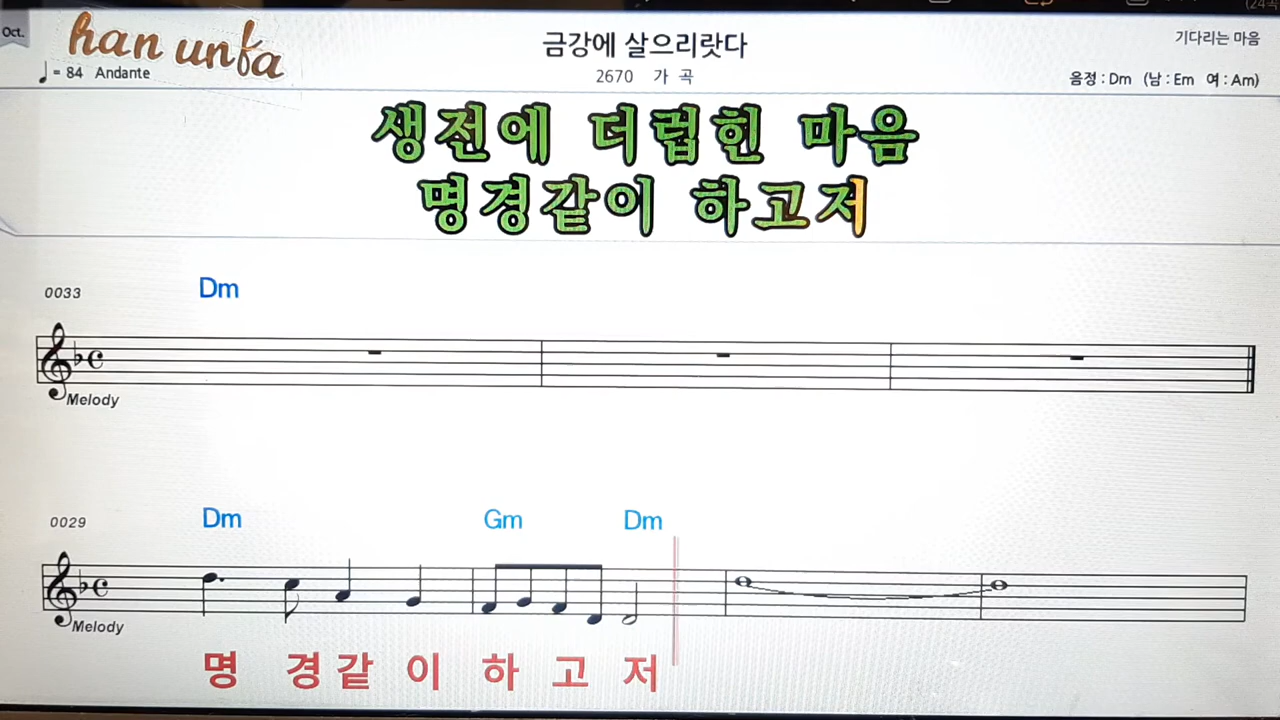 Oct.
han unfa
(24곡
금강에 살으리랏다
기다리는 마음
♩= 84 Andante
2670 가 곡
음정 : Dm (남 : Em 여 : Am)
생전에 더럽힌 마음
명경같이 하고저
0033
Dm
Melody
0029
Dm Gm Dm
Melody
명 경같 이 하 고 저